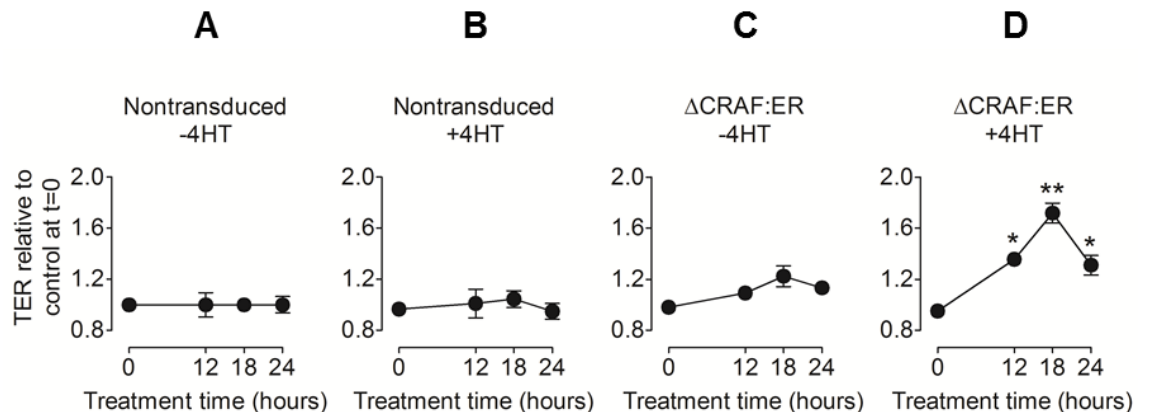 A B C D
Nontransduced Nontransduced ΔCRAF:ER ΔCRAF:ER
-4HT +4HT -4HT +4HT
TER relative to
control at t=0
2.0 2.0 2.0 2.0
**
1.6 1.6 1.6 1.6
* *
1.2 1.2 1.2 1.2
0.8 0.8 0.8 0.8
0 12 18 24 0 12 18 24 0 12 18 24 0 12 18 24
Treatment time (hours) Treatment time (hours) Treatment time (hours) Treatment time (hours)